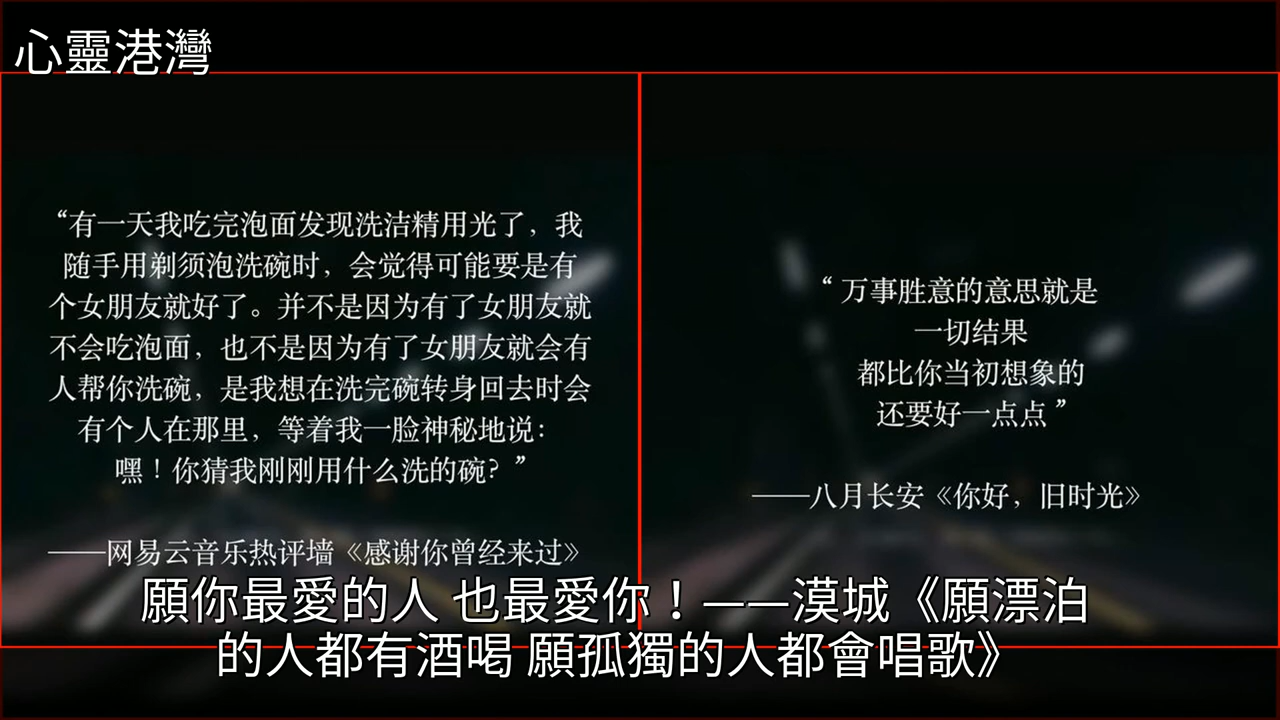 心靈港灣
“有一天我吃完泡面发现洗洁精用光了，我
随手用剃须泡洗碗时，会觉得可能要是有
个女朋友就好了。并不是因为有了女朋友就
不会吃泡面，也不是因为有了女朋友就会有
人帮你洗碗，是我想在洗完碗转身回去时会
有个人在那里，等着我一脸神秘地说：
嘿！你猜我刚刚用什么洗的碗？”
——网易云音乐热评墙《感谢你曾经来过》
“万事胜意的意思就是
一切结果
都比你当初想象的
还要好一点点”
——八月长安《你好，旧时光》
願你最愛的人 也最愛你！——漠城《願漂泊
的人都有酒喝 願孤獨的人都會唱歌》